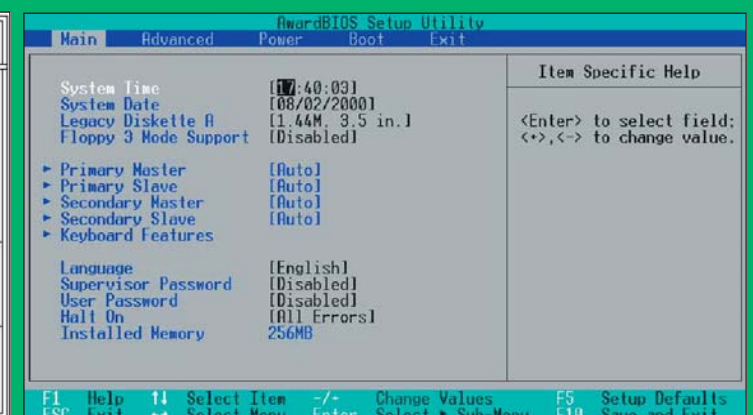 AwardBIOS Setup Utility
Main Advanced Power Boot Exit
System Time [17:40:03]
System Date [08/02/2000]
Legacy Diskette A [1.44M, 3.5 in.]
Floppy 3 Mode Support [Disabled]
► Primary Master [Auto]
► Primary Slave [Auto]
► Secondary Master [Auto]
► Secondary Slave [Auto]
► Keyboard Features
Language [English]
Supervisor Password [Disabled]
User Password [Disabled]
Halt On [All Errors]
Installed Memory 256MB
Item Specific Help
<Enter> to select field;
<+>,<-> to change value.
F1 Help ↑↓ Select Item -/+ Change Values F5 Setup Defaults
ESC Exit ↔ Select Menu Enter Select ► Sub-Menu F10 Save and Exit